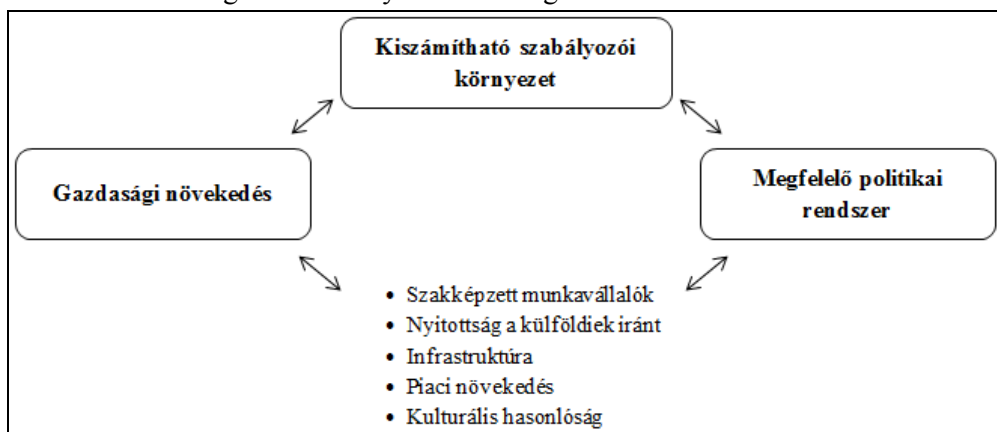 Kiszámítható szabályozói
környezet
Gazdasági növekedés
Megfelelő politikai
rendszer
• Szakképzett munkavállalók
• Nyitottság a külföldiek iránt
• Infrastruktúra
• Piaci növekedés
• Kulturális hasonlóság